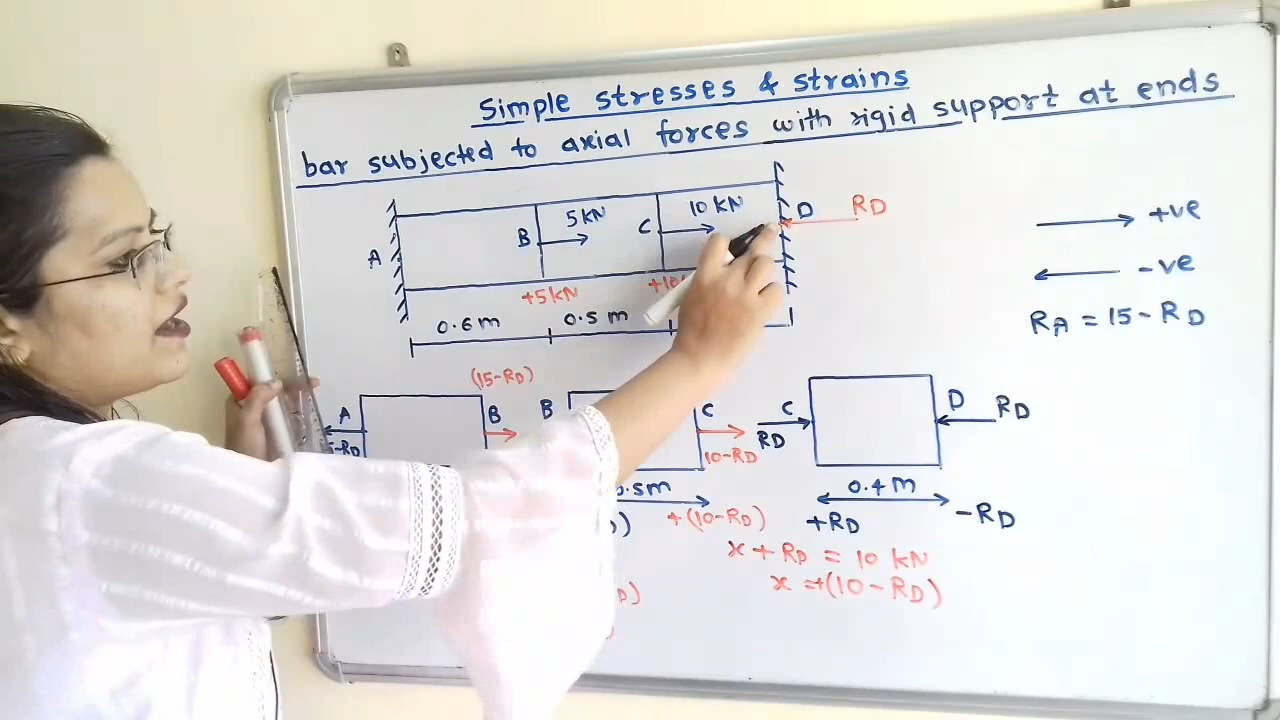 Simple stresses & strains
bar subjected to axial forces with rigid support at ends
A B 5 kN C 10 kN D RD
+5 kN
0.6 m 0.5 m
+ve
-ve
RA = 15 - RD
(15-RD)
A B B C C D RD
10-RD RD
0.4 m
+(10-RD) +RD -RD
x + RD = 10 kN
x = +(10 - RD)